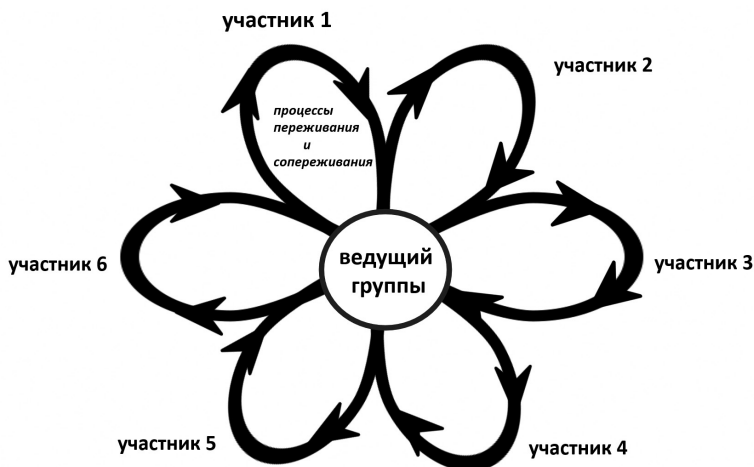 участник 1
участник 2
процессы
переживания
и
сопереживания
участник 6
ведущий
группы
участник 3
участник 5
участник 4